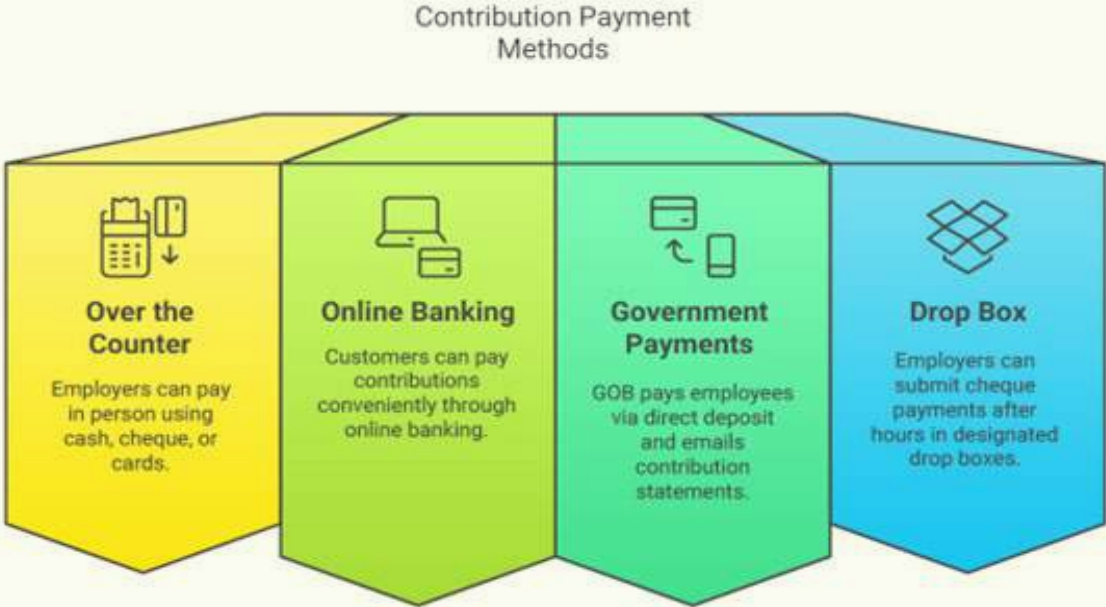 Contribution Payment
Methods
Over the
Counter
Employers can pay
in person using
cash, cheque, or
cards.
Online Banking
Customers can pay
contributions
conveniently through
online banking.
Government
Payments
GOB pays employees
via direct deposit
and emails
contribution
statements.
Drop Box
Employers can
submit cheque
payments after
hours in designated
drop boxes.